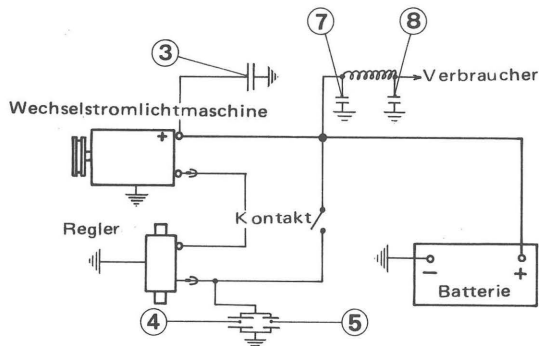 3
7
8
Verbraucher
Wechselstromlichtmaschine
+
Regler
Kontakt
− +
Batterie
4
5